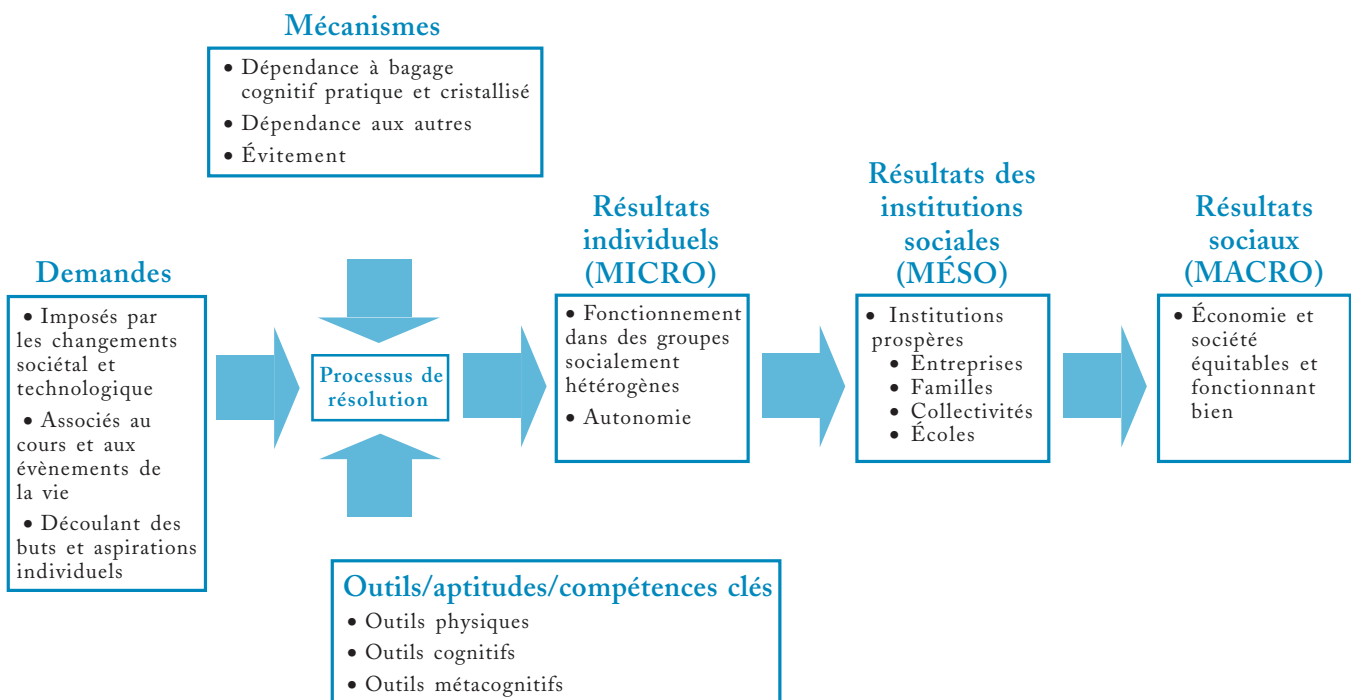 Mécanismes
• Dépendance à bagage
cognitif pratique et cristallisé
• Dépendance aux autres
• Évitement
Demandes
• Imposés par
les changements
sociétal et
technologique
• Associés au
cours et aux
évènements de
la vie
• Découlant des
buts et aspirations
individuels
Processus de
résolution
Résultats
individuels
(MICRO)
• Fonctionnement
dans des groupes
socialement
hétérogènes
• Autonomie
Résultats des
institutions
sociales
(MÉSO)
• Institutions
prospères
• Entreprises
• Familles
• Collectivités
• Écoles
Résultats
sociaux
(MACRO)
• Économie et
société
équitables et
fonctionnant
bien
Outils/aptitudes/compétences clés
• Outils physiques
• Outils cognitifs
• Outils métacognitifs